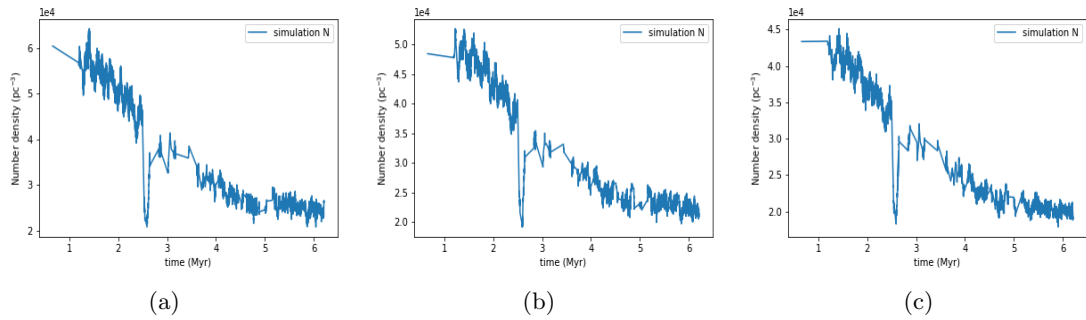 1e4
simulation N
Number density (pc⁻³)
6
5
4
3
2
1 2 3 4 5 6
time (Myr)
(a)
1e4
simulation N
Number density (pc⁻³)
5.0
4.5
4.0
3.5
3.0
2.5
2.0
1 2 3 4 5 6
time (Myr)
(b)
1e4
simulation N
Number density (pc⁻³)
4.5
4.0
3.5
3.0
2.5
2.0
1 2 3 4 5 6
time (Myr)
(c)